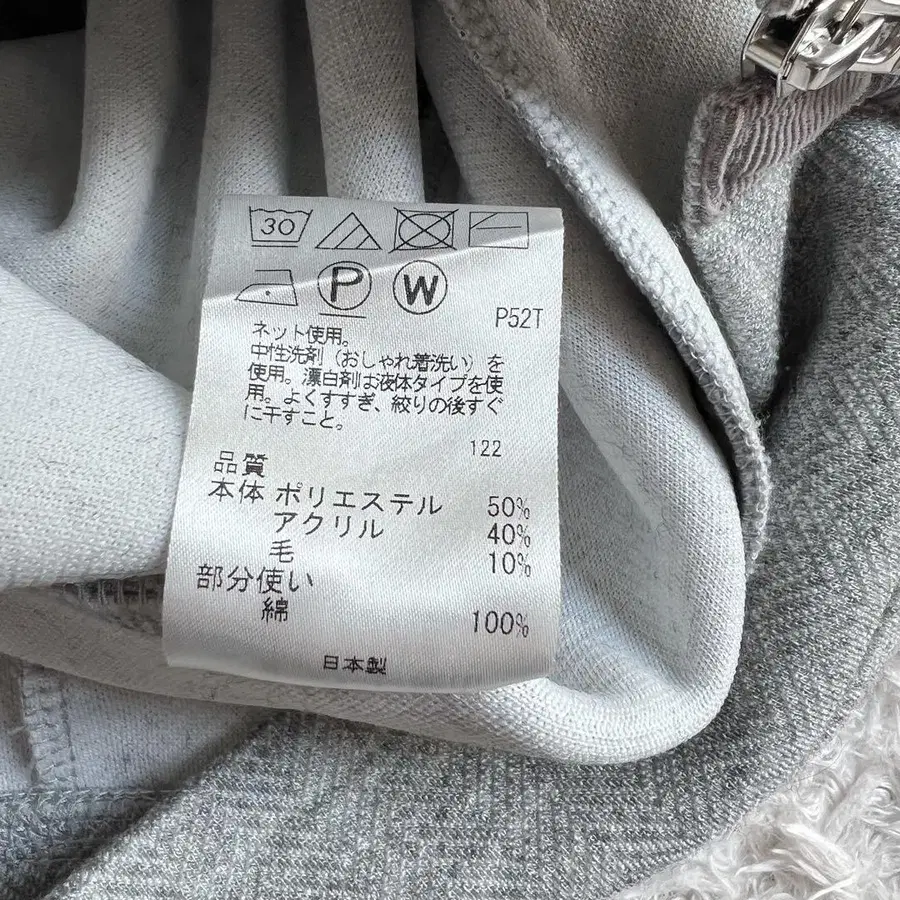 30
P W
P52T
ネット使用。
中性洗剤（おしゃれ着洗い）を
使用。漂白剤は液体タイプを使
用。よくすすぎ、絞りの後すぐ
に干すこと。
122
品質
本体 ポリエステル 50%
アクリル 40%
毛 10%
部分使い
綿 100%
日本製